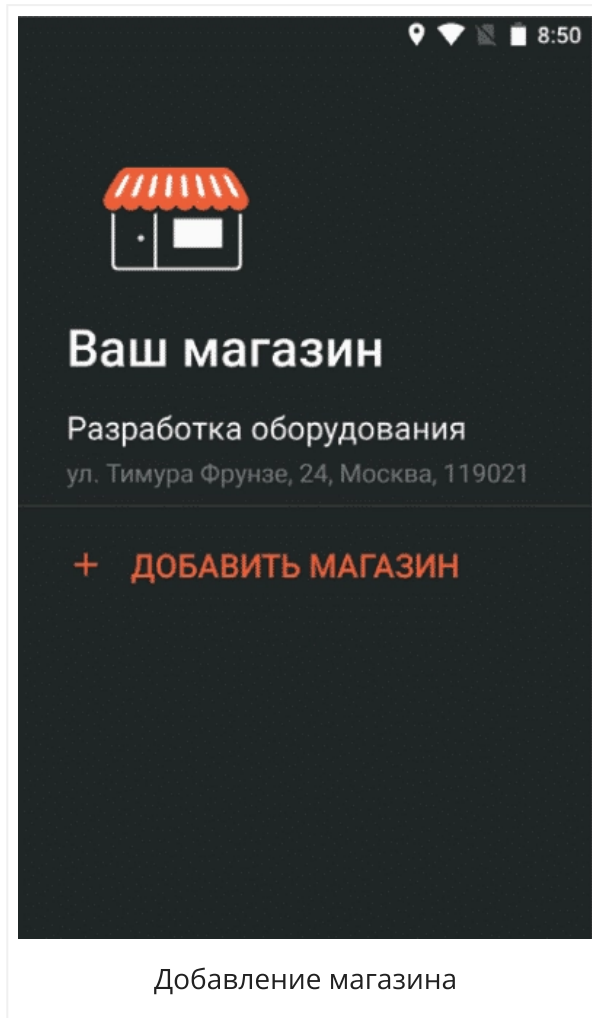 8:50
Ваш магазин
Разработка оборудования
ул. Тимура Фрунзе, 24, Москва, 119021
+ ДОБАВИТЬ МАГАЗИН
Добавление магазина